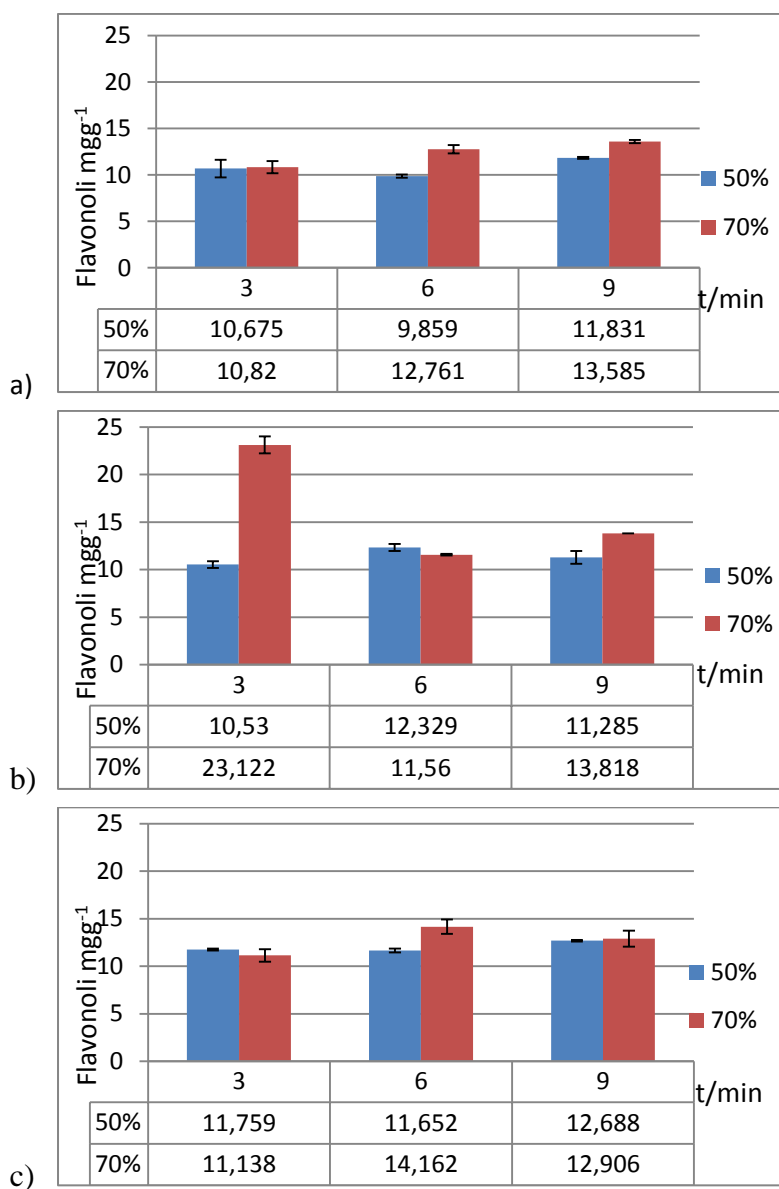 25
20
15
10
5
0
Flavonoli mgg⁻¹
50%
70%
3 6 9 t/min
50% 10,675 9,859 11,831
70% 10,82 12,761 13,585
a)
25
20
15
10
5
0
Flavonoli mgg⁻¹
50%
70%
3 6 9 t/min
50% 10,53 12,329 11,285
70% 23,122 11,56 13,818
b)
25
20
15
10
5
0
Flavonoli mgg⁻¹
50%
70%
3 6 9 t/min
50% 11,759 11,652 12,688
70% 11,138 14,162 12,906
c)